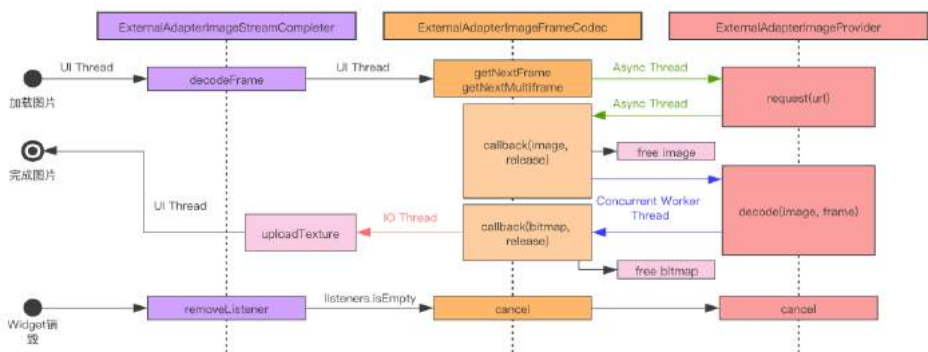 ExternalAdapterImageStreamCompleter
ExternalAdapterImageFrameCodec
ExternalAdapterImageProvider
UI Thread
decodeFrame
UI Thread
getNextFrame
getNextMultiframe
Async Thread
request(url)
加载图片
Async Thread
callback(image,
release)
free image
完成图片
UI Thread
Concurrent Worker
Thread
decode(image, frame)
uploadTexture
IO Thread
callback(bitmap,
release)
free bitmap
removeListener
listeners.isEmpty
cancel
cancel
Widget销
毁